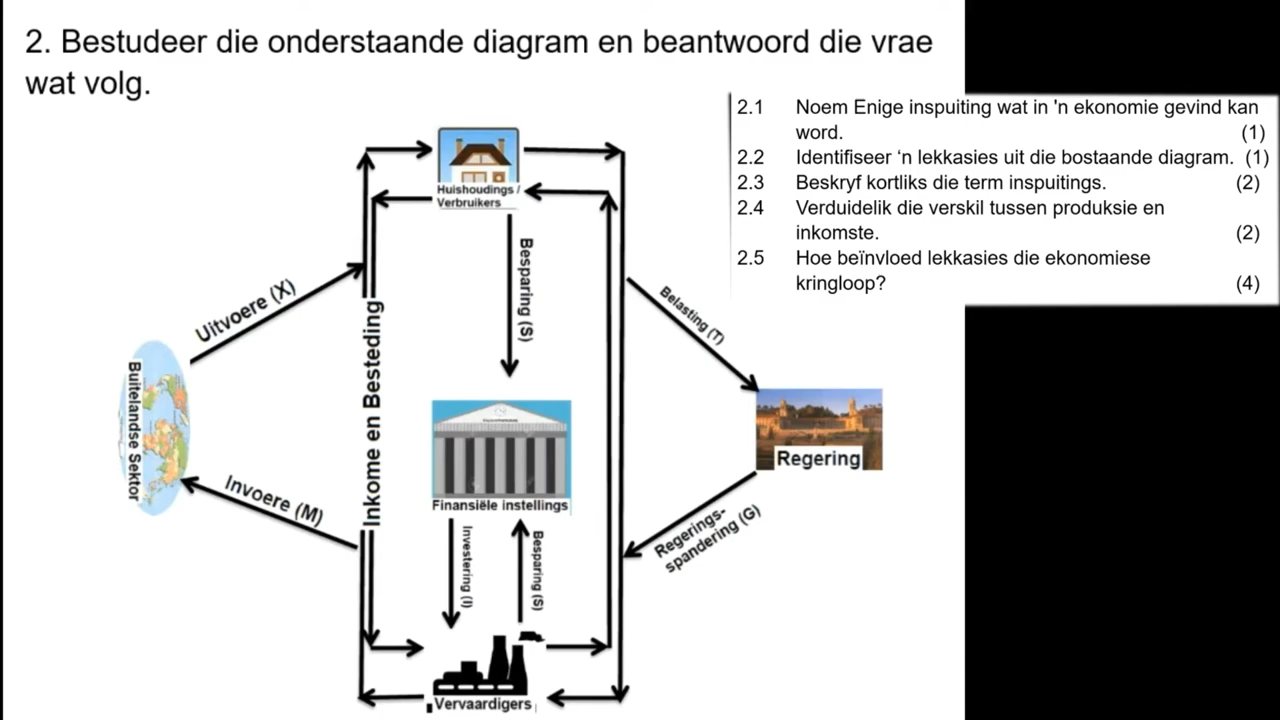 2. Bestudeer die onderstaande diagram en beantwoord die vrae
wat volg.
2.1 Noem Enige inspuiting wat in 'n ekonomie gevind kan
word. (1)
2.2 Identifiseer ‘n lekkasies uit die bostaande diagram. (1)
2.3 Beskryf kortliks die term inspuitings. (2)
2.4 Verduidelik die verskil tussen produksie en
inkomste. (2)
2.5 Hoe beïnvloed lekkasies die ekonomiese
kringloop? (4)
Huishoudings /
Verbruikers
Besparing (S)
Belasting (T)
Uitvoere (X)
Inkome en Besteding
Buitelandse Sektor
Regering
Invoere (M)
Finansiële instellings
Investering (I)
Besparing (S)
Regerings-
spandering (G)
Vervaardigers